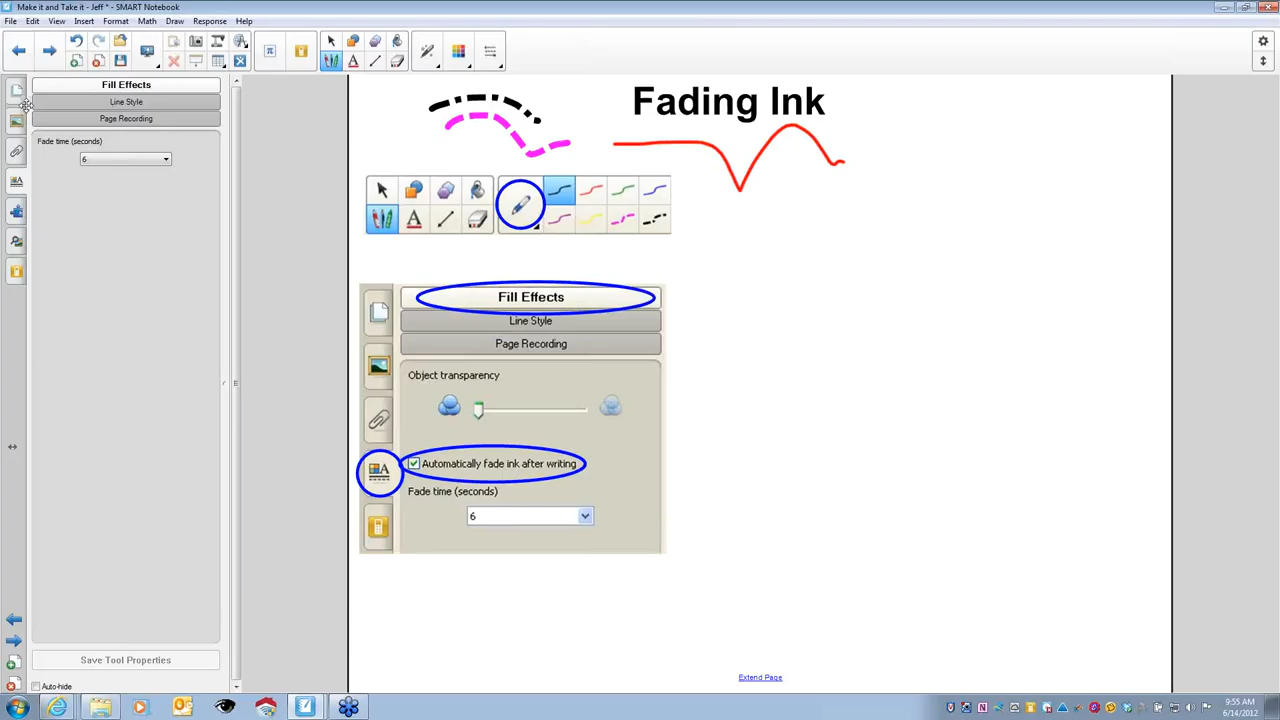 Make it and Take it - Jeff * - SMART Notebook
File Edit View Insert Format Math Draw Response Help
Fill Effects
Line Style
Page Recording
Fade time (seconds)
6
Save Tool Properties
Auto-hide
Fading Ink
Fill Effects
Line Style
Page Recording
Object transparency
Automatically fade ink after writing
Fade time (seconds)
6
Extend Page
9:55 AM
6/14/2012